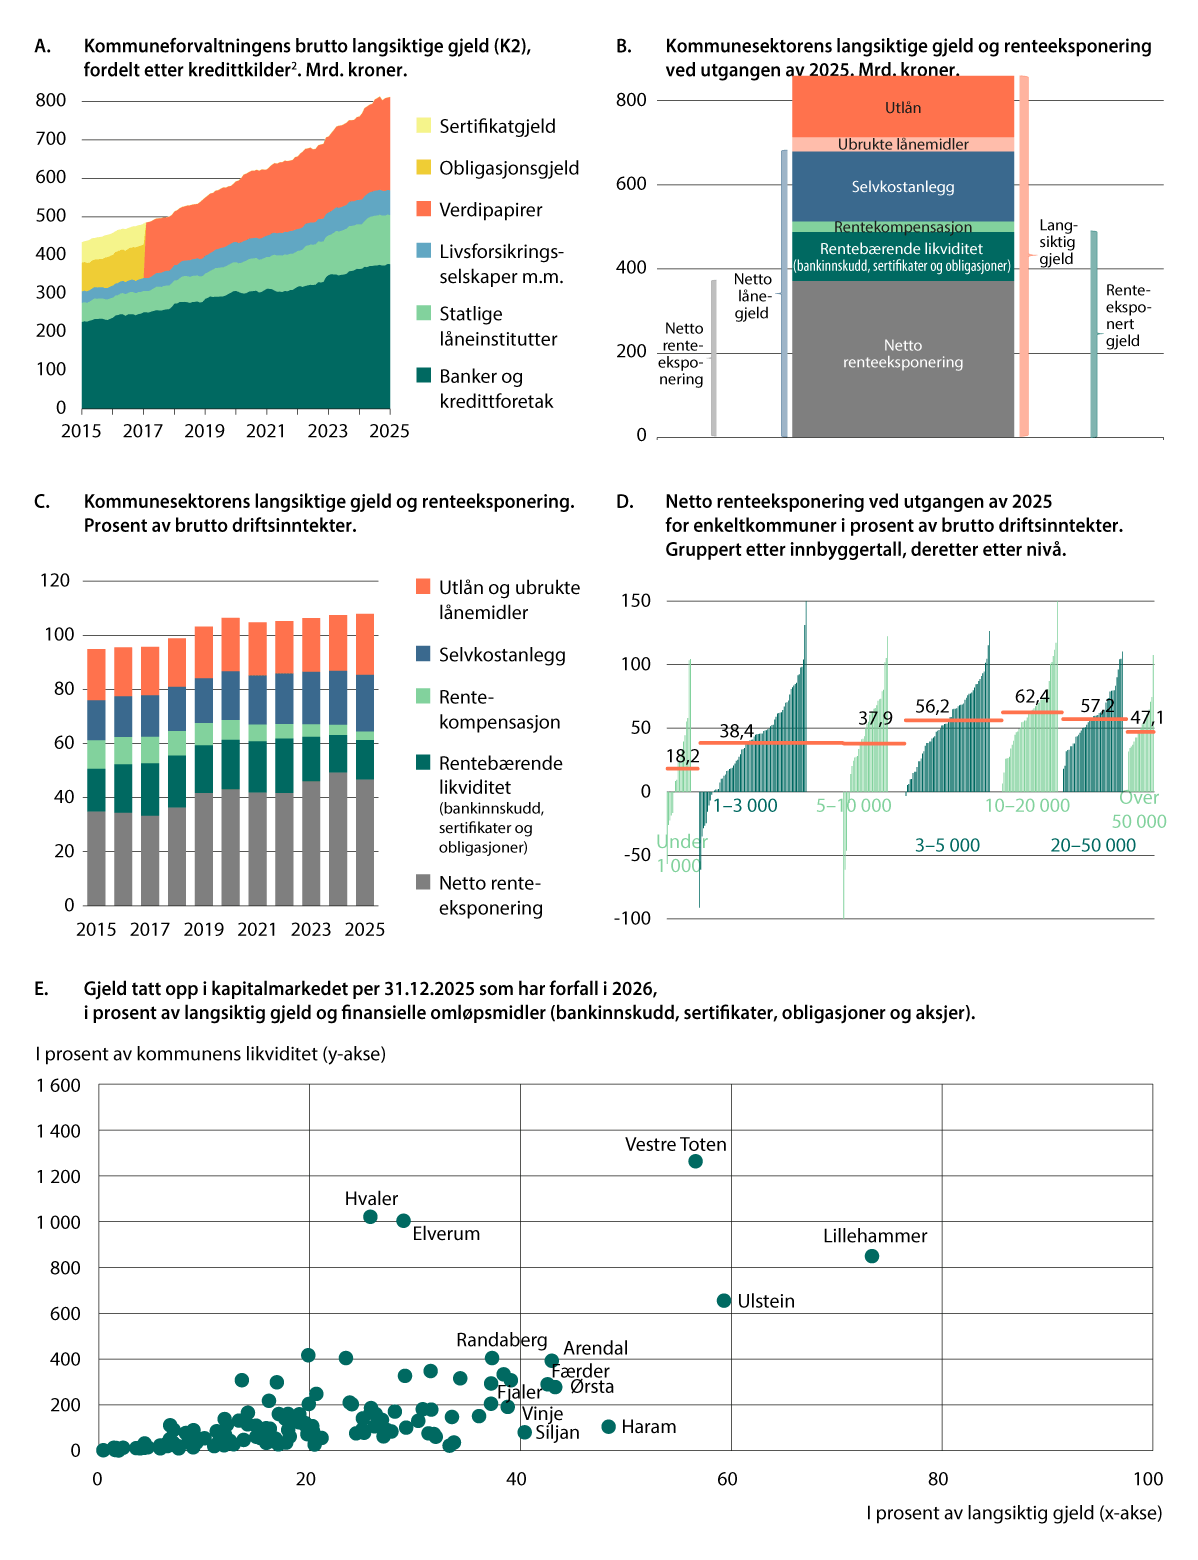 A. Kommuneforvaltningens brutto langsiktige gjeld (K2),
fordelt etter kredittkilder². Mrd. kroner.
800
700
600
500
400
300
200
100
0
2015 2017 2019 2021 2023 2025
Sertifikatgjeld
Obligasjonsgjeld
Verdipapirer
Livsforsikrings-
selskaper m.m.
Statlige
låneinstitutter
Banker og
kredittforetak
B. Kommunesektorens langsiktige gjeld og renteeksponering
ved utgangen av 2025. Mrd. kroner.
800
600
400
200
0
Utlån
Ubrukte lånemidler
Selvkostanlegg
Rentekompensasjon
Rentebærende likviditet
(bankinnskudd, sertifikater og obligasjoner)
Netto
renteeksponering
Netto
rente-
ekspo-
nering
Netto
låne-
gjeld
Lang-
siktig
gjeld
Rente-
ekspo-
nert
gjeld
C. Kommunesektorens langsiktige gjeld og renteeksponering.
Prosent av brutto driftsinntekter.
120
100
80
60
40
20
0
2015 2017 2019 2021 2023 2025
Utlån og ubrukte
lånemidler
Selvkostanlegg
Rente-
kompensasjon
Rentebærende
likviditet
(bankinnskudd,
sertifikater og
obligasjoner)
Netto rente-
eksponering
D. Netto renteeksponering ved utgangen av 2025
for enkeltkommuner i prosent av brutto driftsinntekter.
Gruppert etter innbyggertall, deretter etter nivå.
150
100
50
0
-50
-100
18,2
38,4
37,9
56,2
62,4
57,2
47,1
Under
1 000
1–3 000
5–10 000
3–5 000
10–20 000
20–50 000
Over
50 000
E. Gjeld tatt opp i kapitalmarkedet per 31.12.2025 som har forfall i 2026,
i prosent av langsiktig gjeld og finansielle omløpsmidler (bankinnskudd, sertifikater, obligasjoner og aksjer).
I prosent av kommunens likviditet (y-akse)
1 600
1 400
1 200
1 000
800
600
400
200
0
Vestre Toten
Hvaler
Elverum
Lillehammer
Ulstein
Randaberg
Arendal
Færder
Ørsta
Fjaler
Vinje
Siljan
Haram
0 20 40 60 80 100
I prosent av langsiktig gjeld (x-akse)